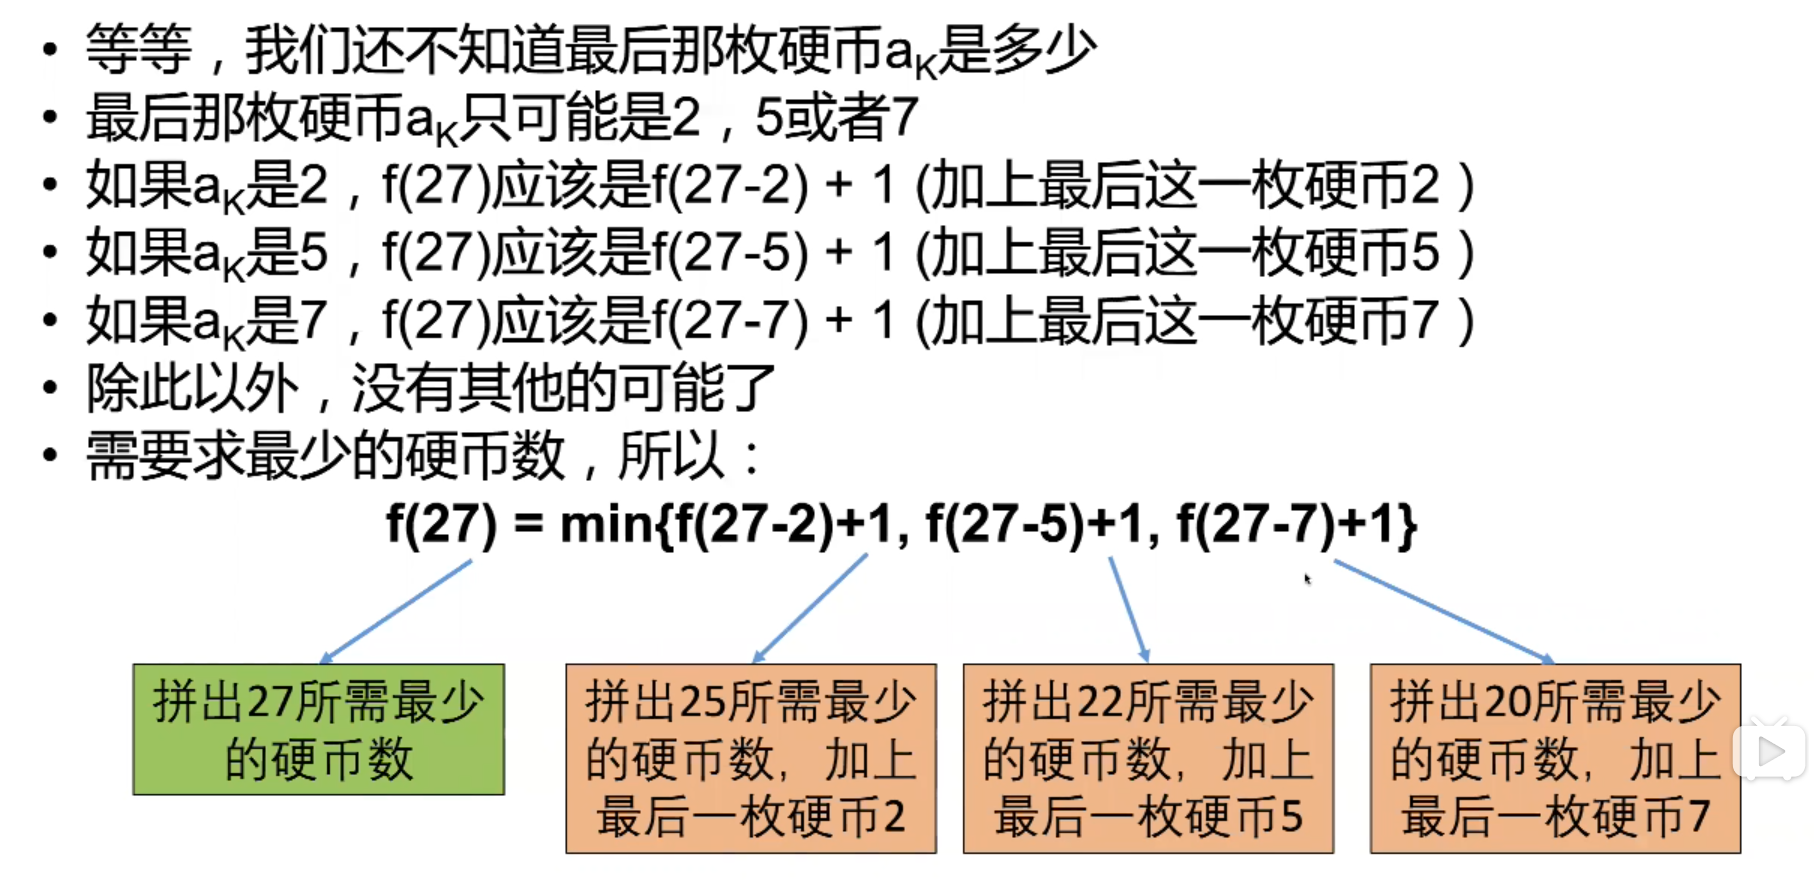 • 等等，我们还不知道最后那枚硬币aK是多少
• 最后那枚硬币aK只可能是2，5或者7
• 如果aK是2，f(27)应该是f(27-2) + 1 (加上最后这一枚硬币2）
• 如果aK是5，f(27)应该是f(27-5) + 1 (加上最后这一枚硬币5）
• 如果aK是7，f(27)应该是f(27-7) + 1 (加上最后这一枚硬币7）
• 除此以外，没有其他的可能了
• 需要求最少的硬币数，所以：
f(27) = min{f(27-2)+1, f(27-5)+1, f(27-7)+1}
拼出27所需最少
的硬币数
拼出25所需最少
的硬币数，加上
最后一枚硬币2
拼出22所需最少
的硬币数，加上
最后一枚硬币5
拼出20所需最少
的硬币数，加上
最后一枚硬币7